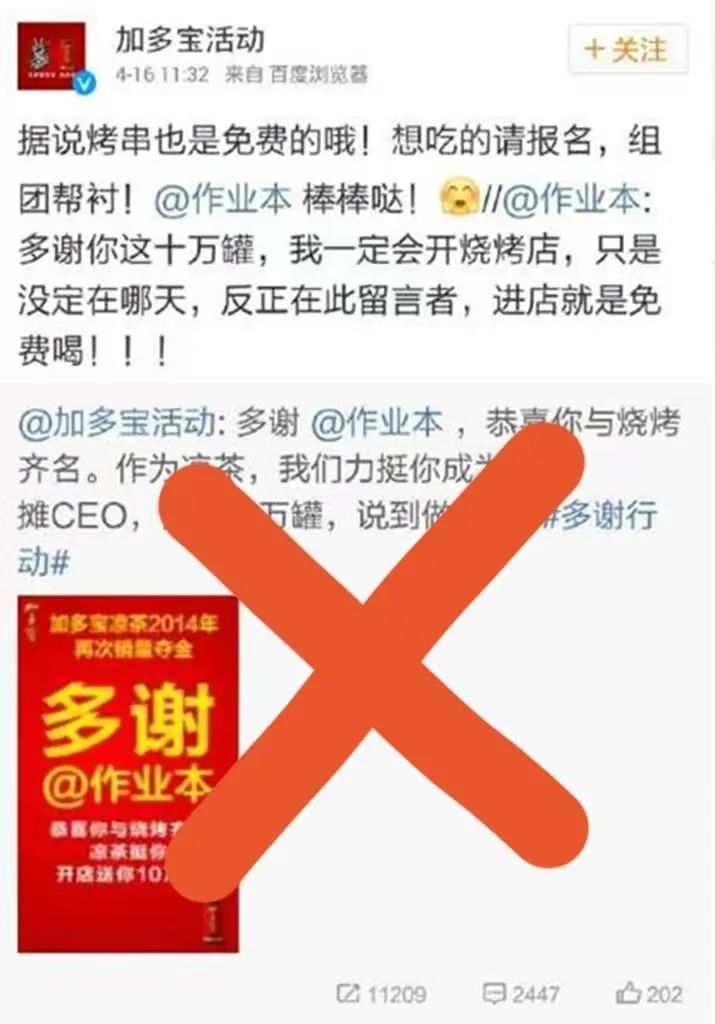 加多宝活动
4-16 11:32 来自 百度浏览器
+ 关注
据说烤串也是免费的哦！想吃的请报名，组
团帮衬！@作业本 棒棒哒！//@作业本:
多谢你这十万罐，我一定会开烧烤店，只是
没定在哪天，反正在此留言者，进店就是免
费喝！！！
@加多宝活动: 多谢 @作业本 ，恭喜你与烧烤
齐名。作为凉茶，我们力挺你成为
摊CEO， 万罐，说到做 #多谢行
动#
加多宝凉茶2014年
再次销量夺金
多谢
@作业本
恭喜你与烧烤
凉茶挺你
开店送你10
11209 2447 202